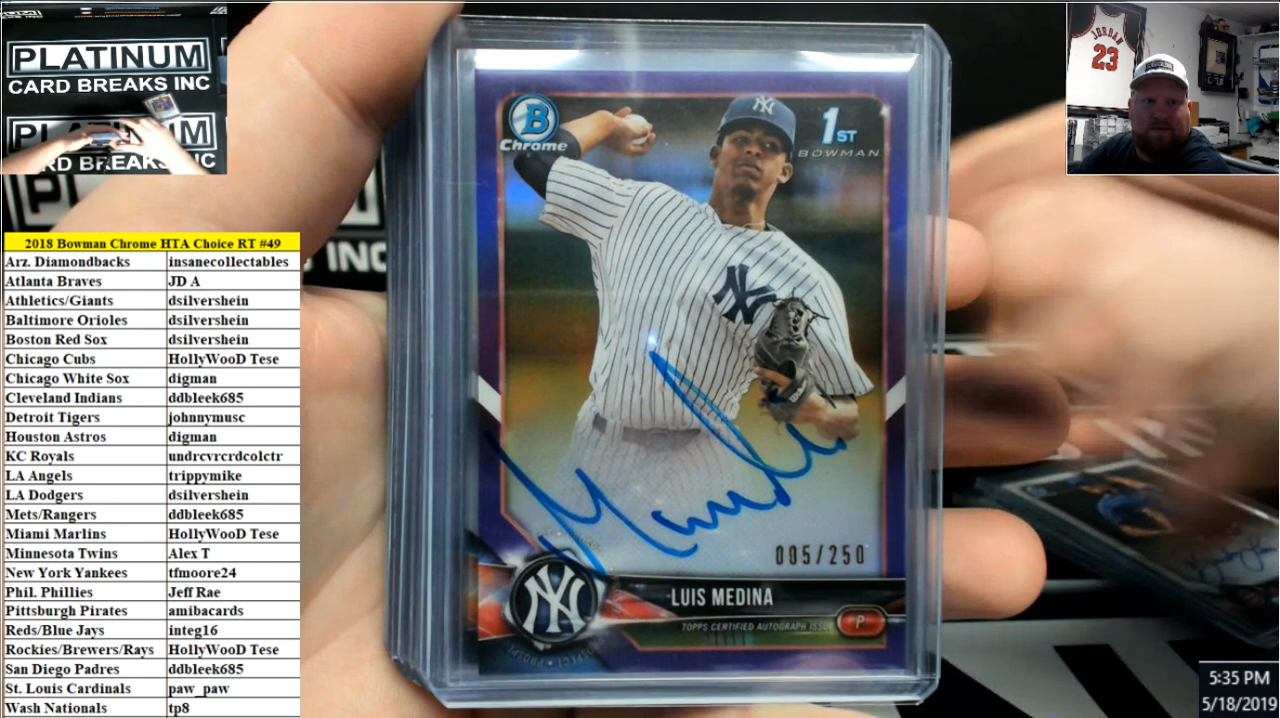 PLATINUM
CARD BREAKS INC
PLATINUM
CARD BREAKS INC
JORDAN
23
INC
2018 Bowman Chrome HTA Choice RT #49
Arz. Diamondbacks insanecollectables
Atlanta Braves JD A
Athletics/Giants dsilvershein
Baltimore Orioles dsilvershein
Boston Red Sox dsilvershein
Chicago Cubs HollyWooD Tese
Chicago White Sox digman
Cleveland Indians ddbleek685
Detroit Tigers johnnymusc
Houston Astros digman
KC Royals undrcvrcrdcolctr
LA Angels trippymike
LA Dodgers dsilvershein
Mets/Rangers ddbleek685
Miami Marlins HollyWooD Tese
Minnesota Twins Alex T
New York Yankees tfmoore24
Phil. Phillies Jeff Rae
Pittsburgh Pirates amibacards
Reds/Blue Jays integ16
Rockies/Brewers/Rays HollyWooD Tese
San Diego Padres ddbleek685
St. Louis Cardinals paw_paw
Wash Nationals tp8
B
Chrome
1ST
BOWMAN
NY
NY
005/250
NY
LUIS MEDINA
TOPPS CERTIFIED AUTOGRAPH ISSUE
P
5:35 PM
5/18/2019